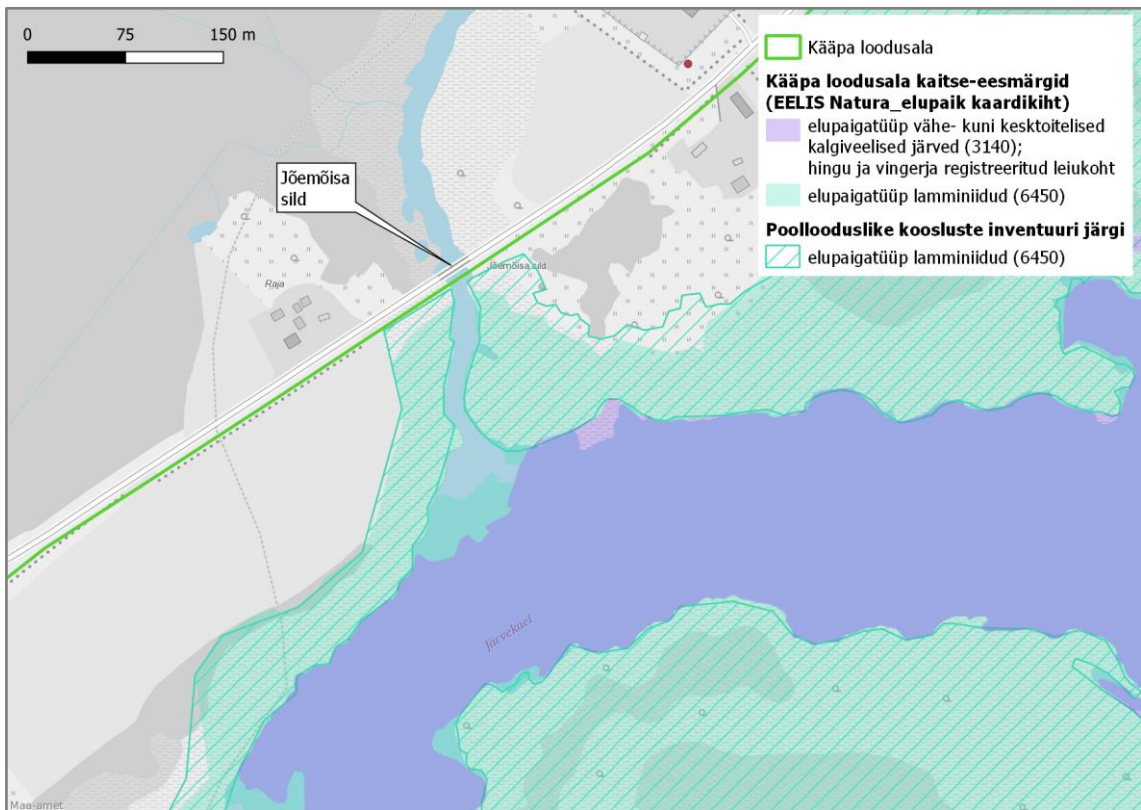 0 75 150 m
Kääpa loodusala
Kääpa loodusala kaitse-eesmärgid
(EELIS Natura_elupaik kaardikiht)
elupaigatüüp vähe- kuni kesktoitelised
kalgiveelised järved (3140);
hingu ja vingerja registreeritud leiukoht
elupaigatüüp lamminiidud (6450)
Poollooduslike koosluste inventuuri järgi
elupaigatüüp lamminiidud (6450)
Jõemõisa
sild
Jõemõisa sild
Raja
Järvekael
Maa-amet